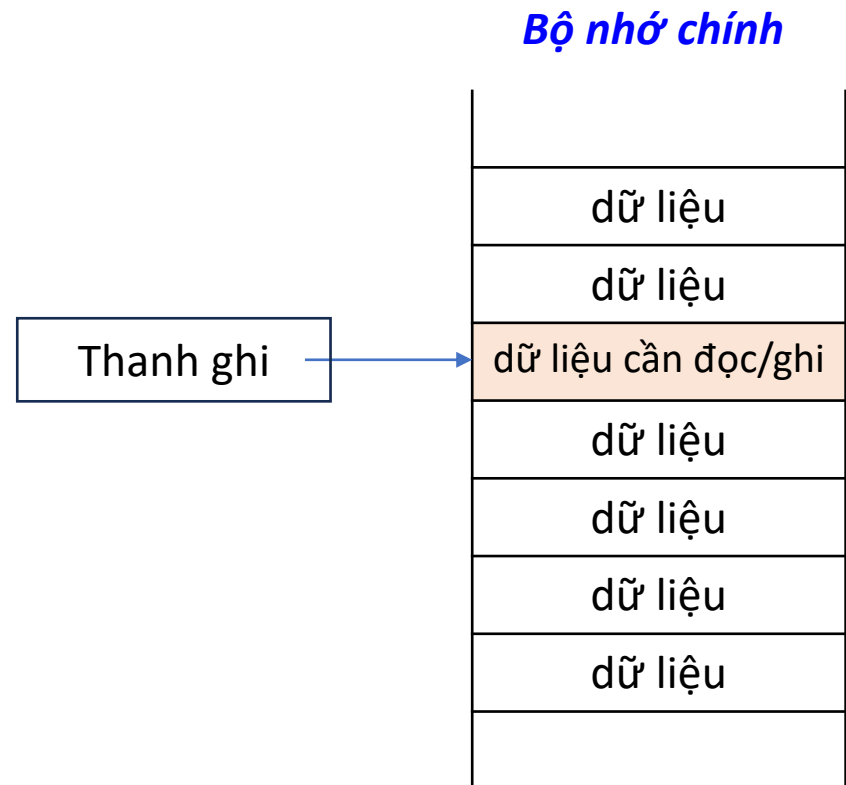 Bộ nhớ chính
dữ liệu
dữ liệu
Thanh ghi
dữ liệu cần đọc/ghi
dữ liệu
dữ liệu
dữ liệu
dữ liệu